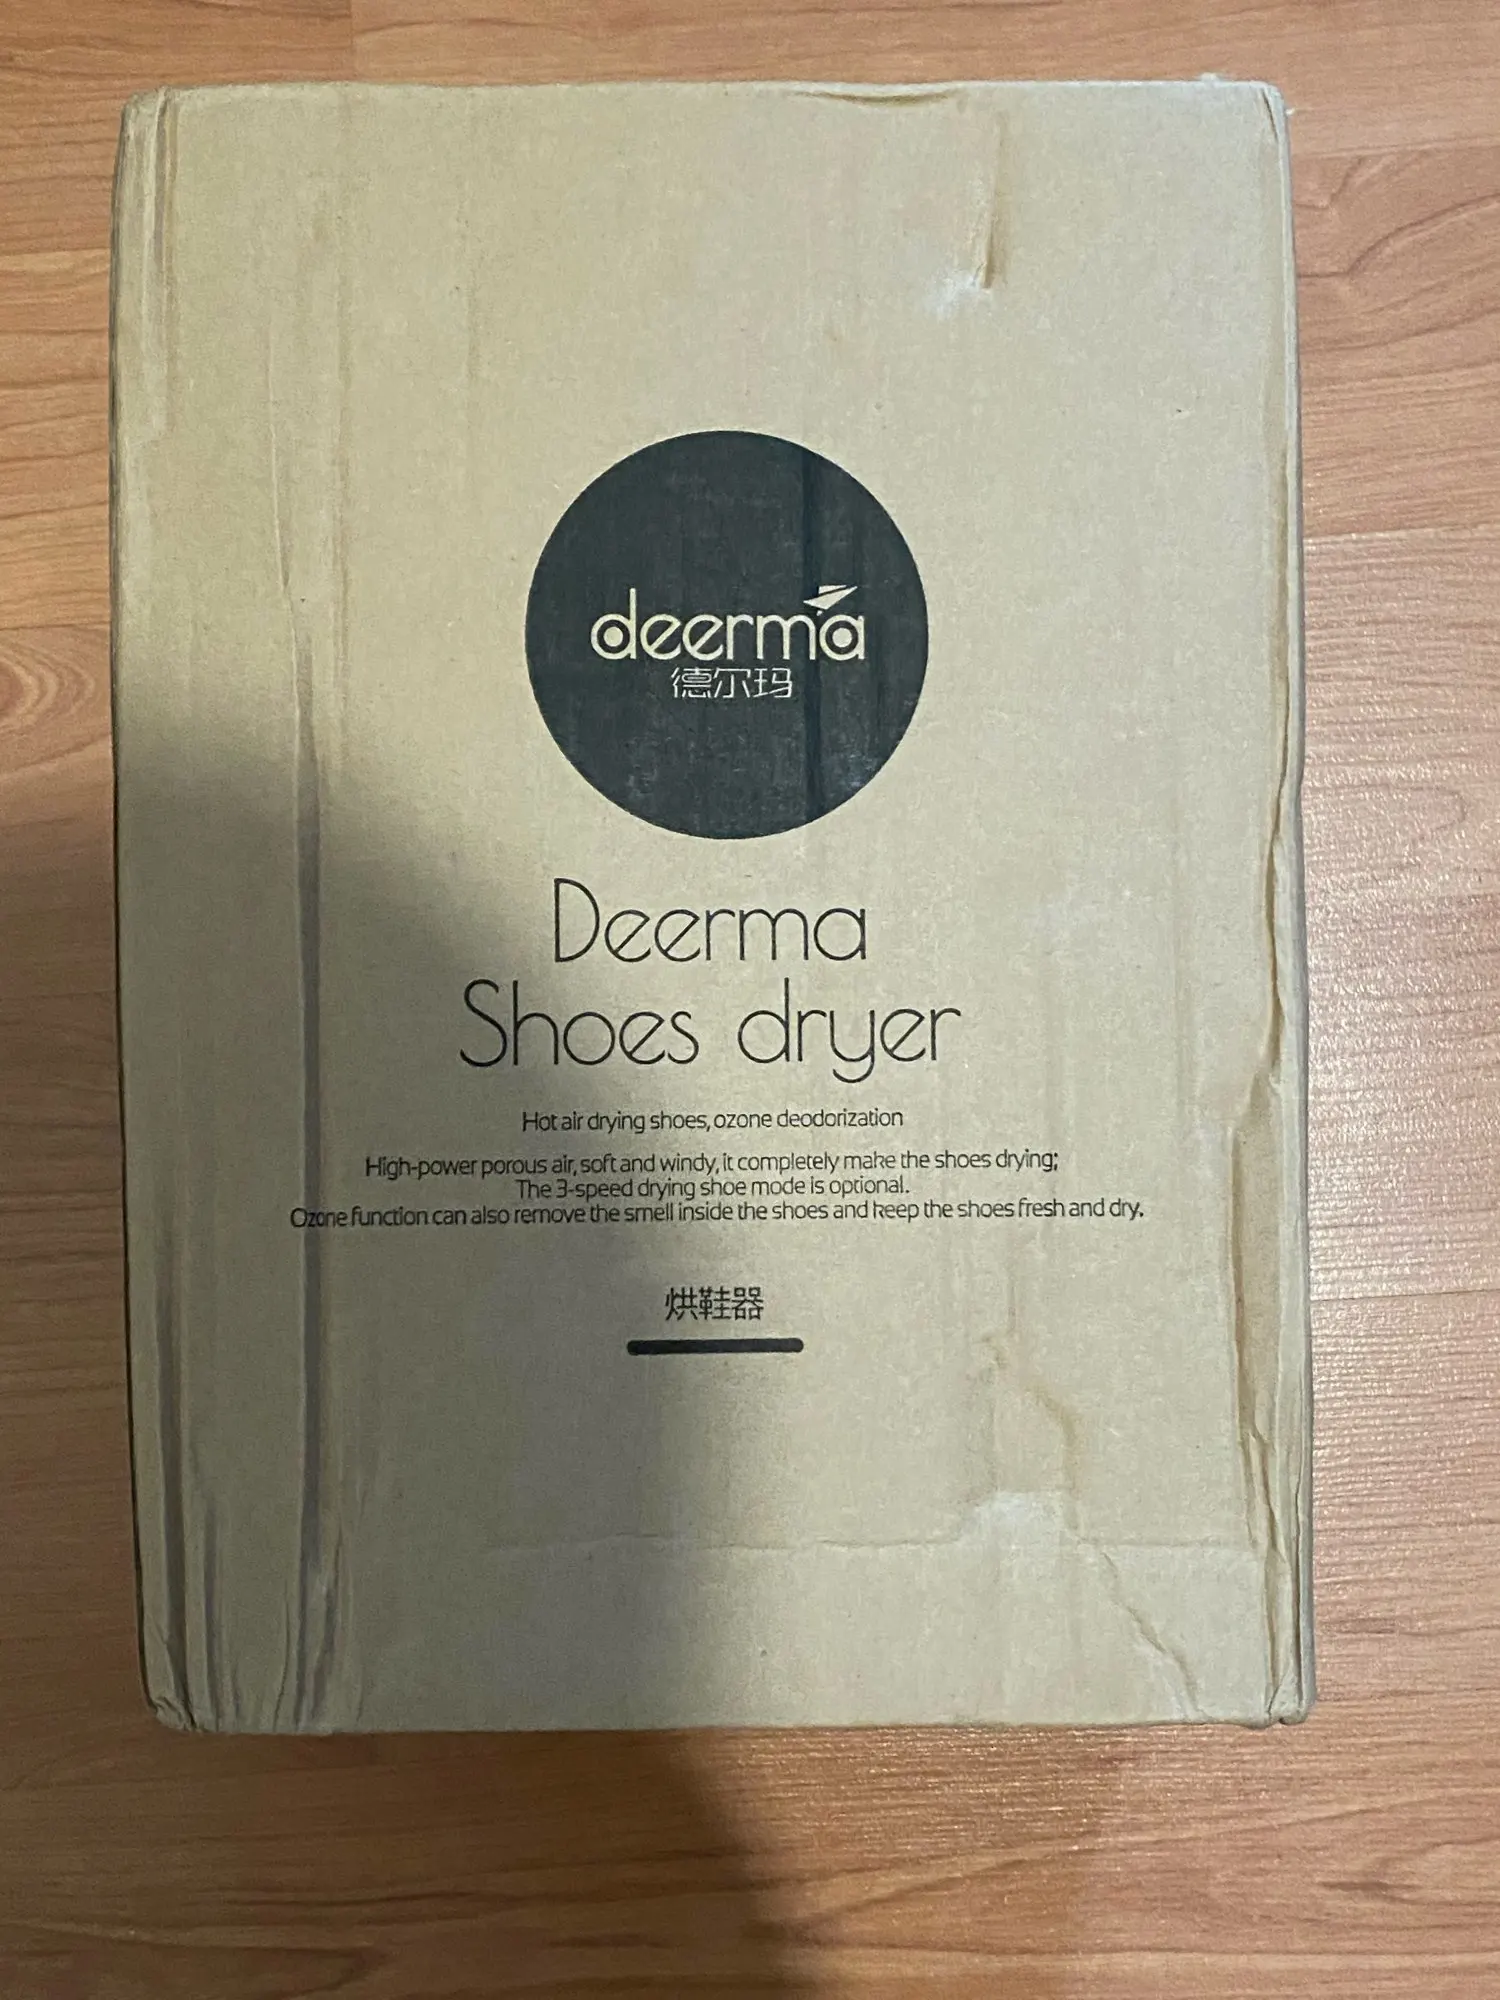 deerma
德尔玛
Deerma
Shoes dryer
Hot air drying shoes, ozone deodorization
High-power porous air, soft and windy, it completely make the shoes drying;
The 3-speed drying shoe mode is optional.
Ozone function can also remove the smell inside the shoes and keep the shoes fresh and dry.
烘鞋器